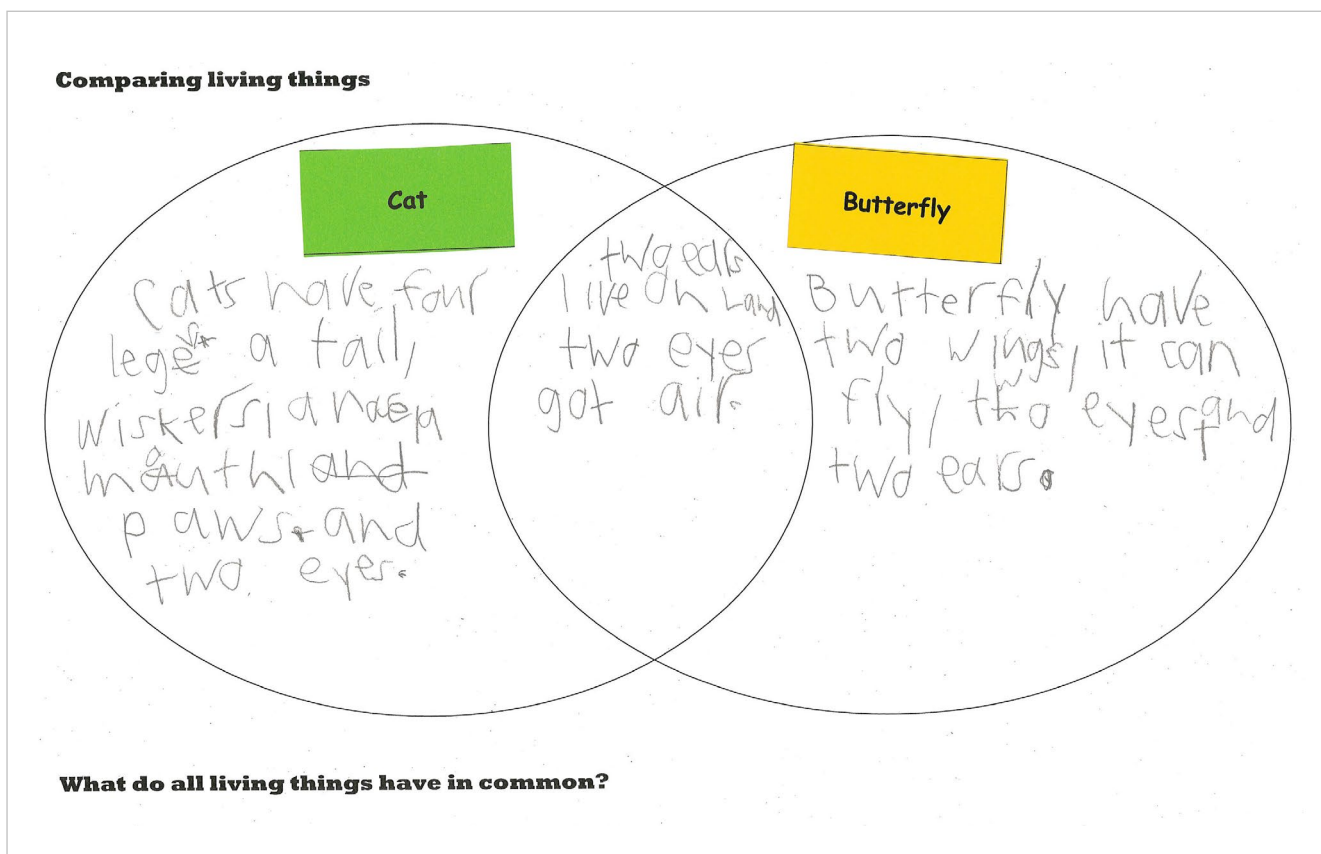 Comparing living things
Cat
Cats have four
leges a tail,
wiskers, and a
mouth, and
paws. and
two eyes.
two ears
live on Land
two eyes
got air.
Butterfly
Butterfly have
two wings, it can
fly, two eyes, and
two ears.
What do all living things have in common?